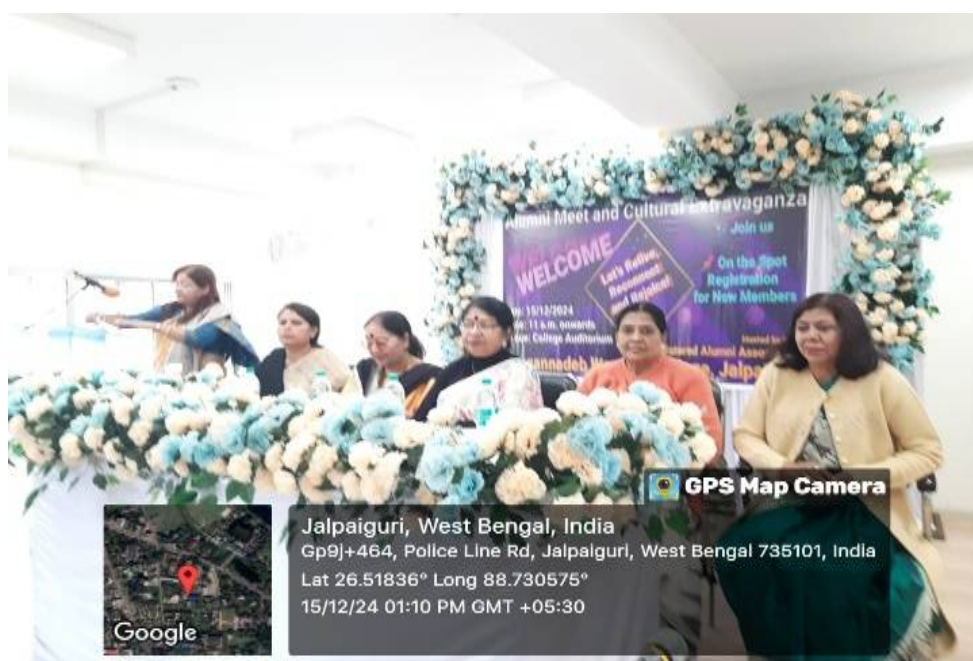 Alumni Meet and Cultural Extravaganza
Join us
WELCOME
Let's Relive,
Reconnect
and Rejoice!
On the Spot
Registration
for New Members
15/12/2024
11 a.m. onwards
College Auditorium
Hosted by
Alumni
GPS Map Camera
Jalpaiguri, West Bengal, India
Gp9j+464, Police Line Rd, Jalpaiguri, West Bengal 735101, India
Lat 26.51836° Long 88.730575°
15/12/24 01:10 PM GMT +05:30
Google